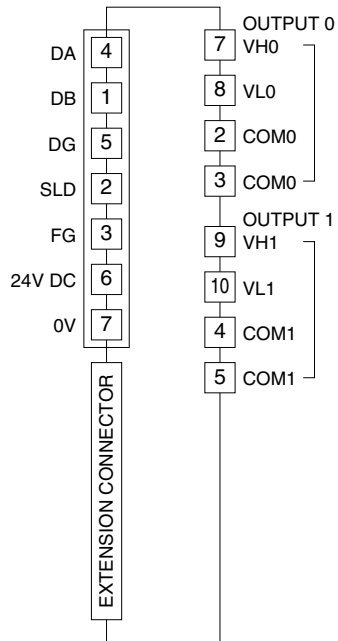 DA 4
DB 1
DG 5
SLD 2
FG 3
24V DC 6
0V 7
EXTENSION CONNECTOR
OUTPUT 0
7 VH0
8 VL0
2 COM0
3 COM0
OUTPUT 1
9 VH1
10 VL1
4 COM1
5 COM1